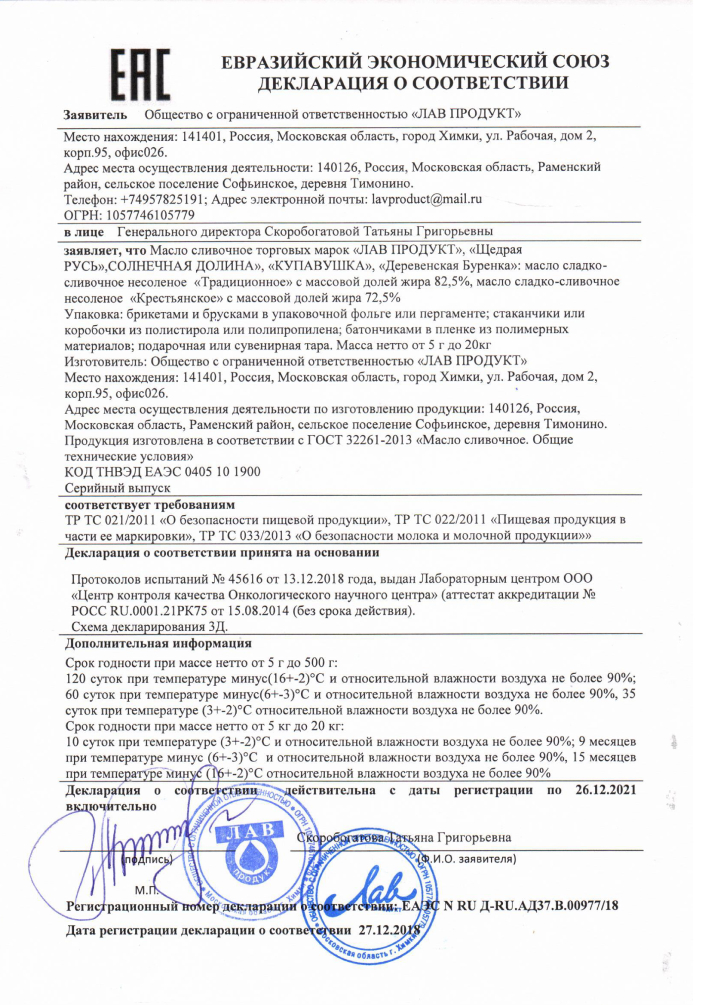 ЕАС
ЕВРАЗИЙСКИЙ ЭКОНОМИЧЕСКИЙ СОЮЗ
ДЕКЛАРАЦИЯ О СООТВЕТСТВИИ
Заявитель Общество с ограниченной ответственностью «ЛАВ ПРОДУКТ»
Место нахождения: 141401, Россия, Московская область, город Химки, ул. Рабочая, дом 2,
корп.95, офис026.
Адрес места осуществления деятельности: 140126, Россия, Московская область, Раменский
район, сельское поселение Софьинское, деревня Тимонино.
Телефон: +74957825191; Адрес электронной почты: lavproduct@mail.ru
ОГРН: 1057746105779
в лице Генерального директора Скоробогатовой Татьяны Григорьевны
заявляет, что Масло сливочное торговых марок «ЛАВ ПРОДУКТ», «Щедрая
РУСЬ»,СОЛНЕЧНАЯ ДОЛИНА», «КУПАВУШКА», «Деревенская Буренка»: масло сладко-
сливочное несоленое «Традиционное» с массовой долей жира 82,5%, масло сладко-сливочное
несоленое «Крестьянское» с массовой долей жира 72,5%
Упаковка: брикетами и брусками в упаковочной фольге или пергаменте; стаканчики или
коробочки из полистирола или полипропилена; батончиками в пленке из полимерных
материалов; подарочная или сувенирная тара. Масса нетто от 5 г до 20кг
Изготовитель: Общество с ограниченной ответственностью «ЛАВ ПРОДУКТ»
Место нахождения: 141401, Россия, Московская область, город Химки, ул. Рабочая, дом 2,
корп.95, офис026.
Адрес места осуществления деятельности по изготовлению продукции: 140126, Россия,
Московская область, Раменский район, сельское поселение Софьинское, деревня Тимонино.
Продукция изготовлена в соответствии с ГОСТ 32261-2013 «Масло сливочное. Общие
технические условия»
КОД ТНВЭД ЕАЭС 0405 10 1900
Серийный выпуск
соответствует требованиям
ТР ТС 021/2011 «О безопасности пищевой продукции», ТР ТС 022/2011 «Пищевая продукция в
части ее маркировки», ТР ТС 033/2013 «О безопасности молока и молочной продукции»»
Декларация о соответствии принята на основании
Протоколов испытаний № 45616 от 13.12.2018 года, выдан Лабораторным центром ООО
«Центр контроля качества Онкологического научного центра» (аттестат аккредитации №
РОСС RU.0001.21РК75 от 15.08.2014 (без срока действия).
Схема декларирования 3Д.
Дополнительная информация
Срок годности при массе нетто от 5 г до 500 г:
120 суток при температуре минус(16+-2)°С и относительной влажности воздуха не более 90%;
60 суток при температуре минус(6+-3)°С и относительной влажности воздуха не более 90%, 35
суток при температуре (3+-2)°С относительной влажности воздуха не более 90%.
Срок годности при массе нетто от 5 кг до 20 кг:
10 суток при температуре (3+-2)°С и относительной влажности воздуха не более 90%; 9 месяцев
при температуре минус (6+-3)°С и относительной влажности воздуха не более 90%, 15 месяцев
при температуре минус (16+-2)°С относительной влажности воздуха не более 90%
Декларация о соответствии действительна с даты регистрации по 26.12.2021
включительно
ЛАВ
ПРОДУКТ
Скоробогатова Татьяна Григорьевна
(подпись)
(Ф.И.О. заявителя)
М.П.
Лав
Регистрационный номер декларации о соответствии: ЕАЭС N RU Д-RU.АД37.В.00977/18
Дата регистрации декларации о соответствии 27.12.2018
Московская область г. Химки